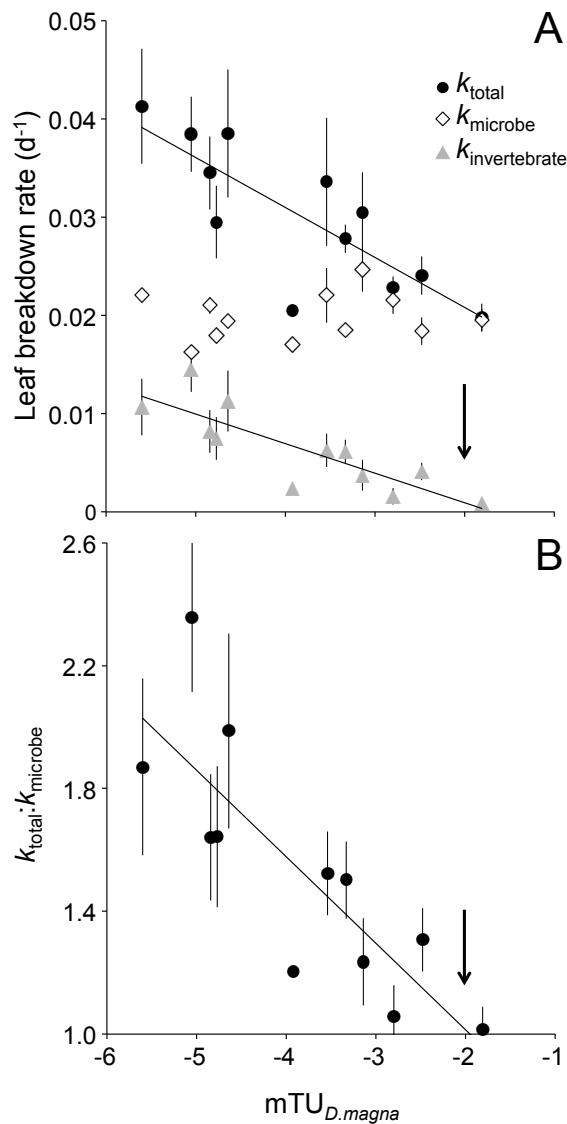 A
0.05
0.04
0.03
0.02
0.01
0
Leaf breakdown rate (d⁻¹)
k_total
k_microbe
k_invertebrate
B
2.6
2.2
1.8
1.4
1.0
k_total:k_microbe
-6 -5 -4 -3 -2 -1
mTU_D.magna